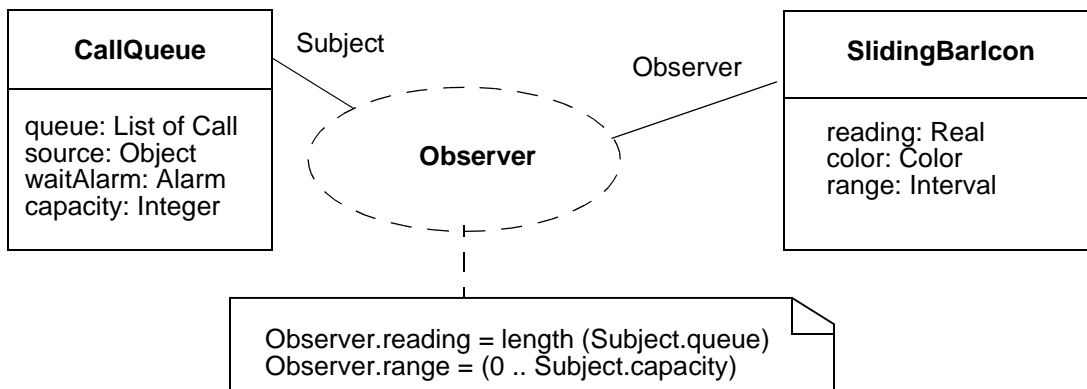 CallQueue
queue: List of Call
source: Object
waitAlarm: Alarm
capacity: Integer
Subject
Observer
Observer
SlidingBarIcon
reading: Real
color: Color
range: Interval
Observer.reading = length (Subject.queue)
Observer.range = (0 .. Subject.capacity)